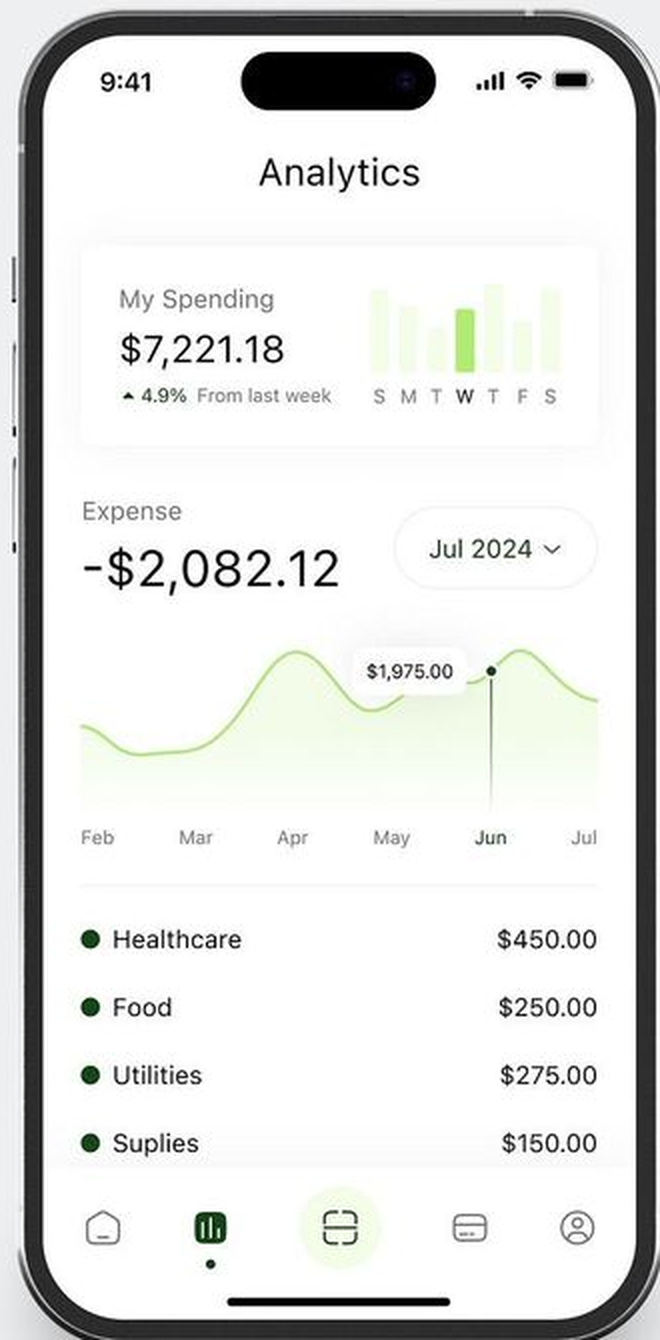 9:41
Analytics
My Spending
$7,221.18
4.9% From last week
S M T W T F S
Expense
-$2,082.12
Jul 2024
$1,975.00
Feb Mar Apr May Jun Jul
Healthcare $450.00
Food $250.00
Utilities $275.00
Suplies $150.00